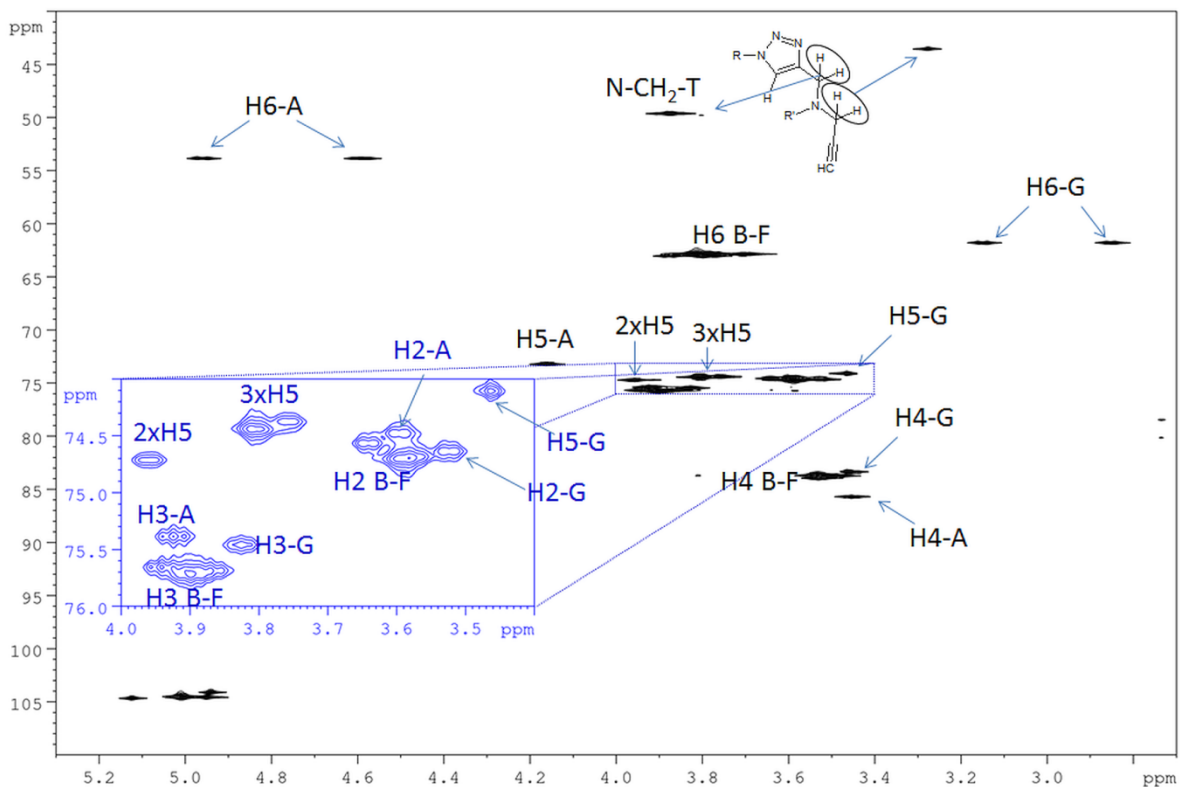 ppm
45
50
55
60
65
70
75
80
85
90
95
100
105
N
N
N
R
N
H
H
H
H
H
N
R'
HC
N-CH2-T
H6-A
H6-G
H6 B-F
H5-G
2xH5
3xH5
H5-A
H2-A
ppm
3xH5
74.5
2xH5
H5-G
H4-G
H2 B-F
H4 B-F
75.0
H2-G
H3-A
H4-A
75.5
H3-G
H3 B-F
76.0
4.0 3.9 3.8 3.7 3.6 3.5 ppm
5.2 5.0 4.8 4.6 4.4 4.2 4.0 3.8 3.6 3.4 3.2 3.0 ppm